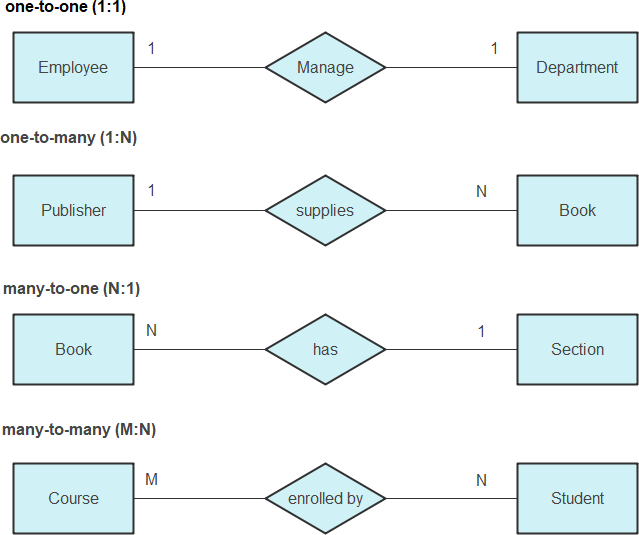 one-to-one (1:1)
Employee 1 Manage 1 Department
one-to-many (1:N)
Publisher 1 supplies N Book
many-to-one (N:1)
Book N has 1 Section
many-to-many (M:N)
Course M enrolled by N Student